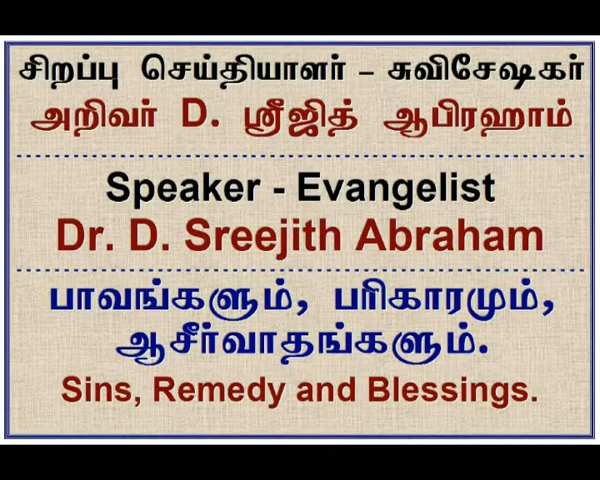 சிறப்பு செய்தியாளர் – சுவிசேஷகர்
அறிவர் D. ஸ்ரீஜித் ஆபிரஹாம்
Speaker - Evangelist
Dr. D. Sreejith Abraham
பாவங்களும், பரிகாரமும்,
ஆசீர்வாதங்களும்.
Sins, Remedy and Blessings.